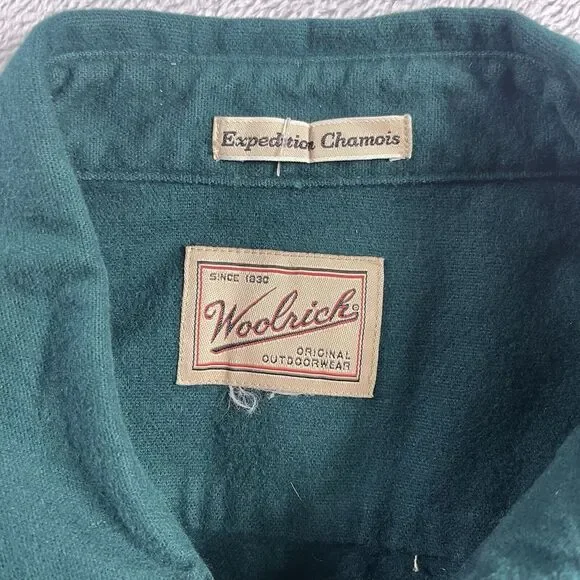 Expedition Chamois
SINCE 1830
Woolrich®
ORIGINAL
OUTDOORWEAR